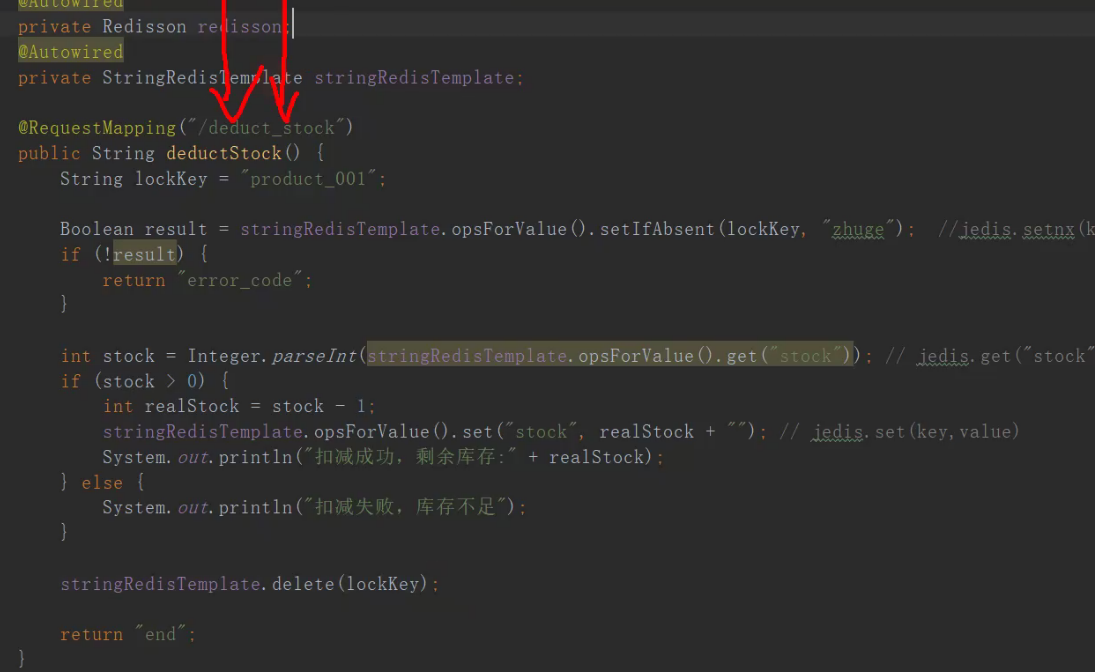 @Autowired
private Redisson redisson;
@Autowired
private StringRedisTemplate stringRedisTemplate;
@RequestMapping("/deduct_stock")
public String deductStock() {
String lockKey = "product_001";
Boolean result = stringRedisTemplate.opsForValue().setIfAbsent(lockKey, "zhuge"); //jedis.setnx(k
if (!result) {
return "error_code";
}
int stock = Integer.parseInt(stringRedisTemplate.opsForValue().get("stock")); // jedis.get("stock"
if (stock > 0) {
int realStock = stock - 1;
stringRedisTemplate.opsForValue().set("stock", realStock + ""); // jedis.set(key,value)
System.out.println("扣减成功，剩余库存:" + realStock);
} else {
System.out.println("扣减失败，库存不足");
}
stringRedisTemplate.delete(lockKey);
return "end";
}